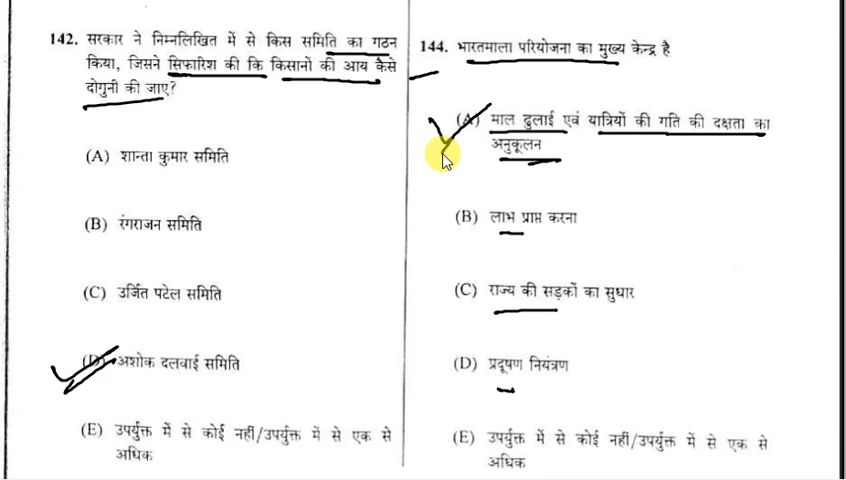 142. सरकार ने निम्नलिखित में से किस समिति का गठन
किया, जिसने सिफारिश की कि किसानों की आय कैसे
दोगुनी की जाए?
(A) शान्ता कुमार समिति
(B) रंगराजन समिति
(C) उर्जित पटेल समिति
(D) अशोक दलवाई समिति
(E) उपर्युक्त में से कोई नहीं/उपर्युक्त में से एक से
अधिक
144. भारतमाला परियोजना का मुख्य केन्द्र है
(A) माल ढुलाई एवं यात्रियों की गति की दक्षता का
अनुकूलन
(B) लाभ प्राप्त करना
(C) राज्य की सड़कों का सुधार
(D) प्रदूषण नियंत्रण
(E) उपर्युक्त में से कोई नहीं/उपर्युक्त में से एक से
अधिक